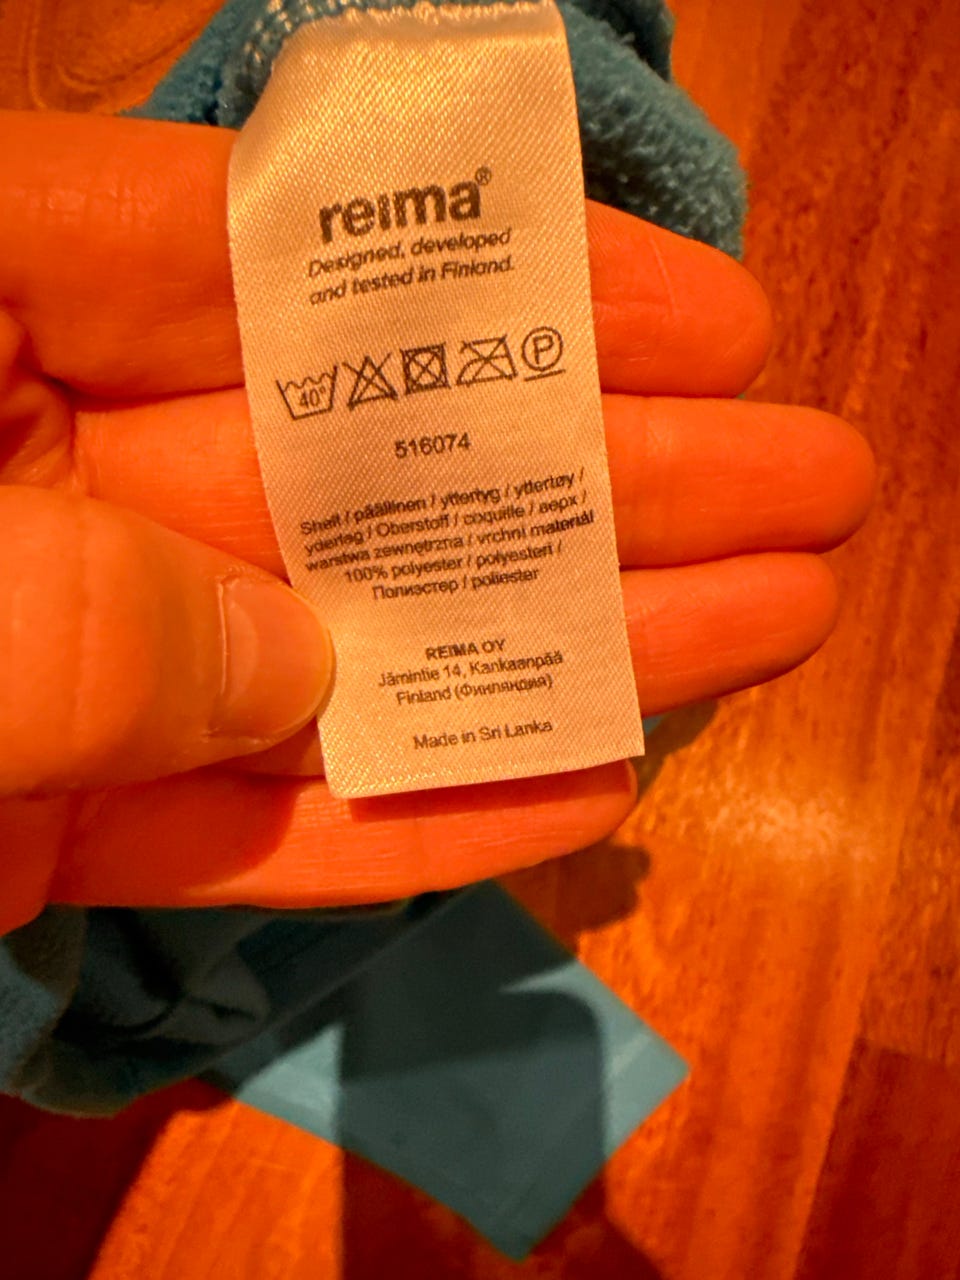 reima®
Designed, developed
and tested in Finland.
40° P
516074
Shell / päällinen / yttertyg / yttertøy /
ydertag / Oberstoff / coquille / верх /
warstwa zewnętrzna / vrchní materiál
100% polyester / polyesteri /
Полиэстер / poliester
REIMA OY
Jämintie 14, Kankaanpää
Finland (Финляндия)
Made in Sri Lanka